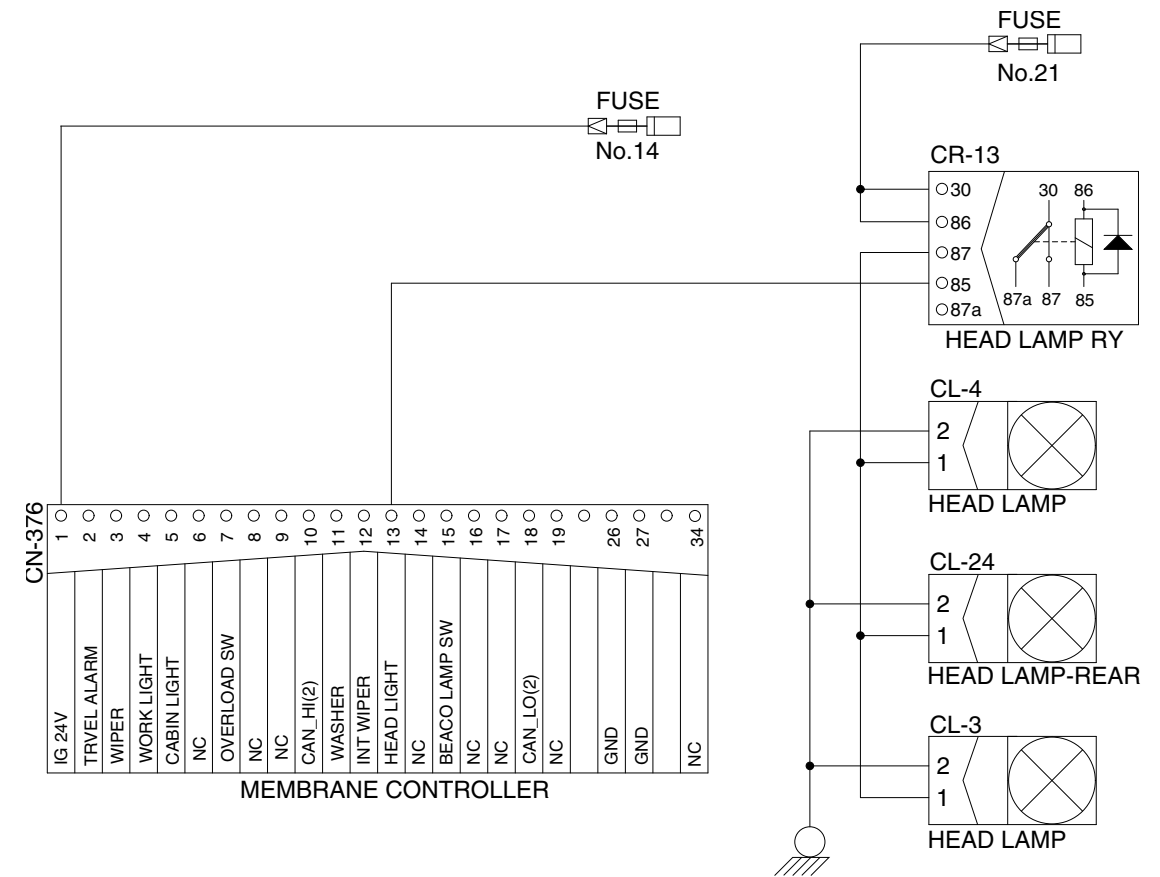 FUSE
No.21
FUSE
No.14
CR-13
30
86
87
85
87a
30 86
87a 87 85
HEAD LAMP RY
CL-4
2
1
HEAD LAMP
CL-24
2
1
HEAD LAMP-REAR
CL-3
2
1
HEAD LAMP
CN-376
1 2 3 4 5 6 7 8 9 10 11 12 13 14 15 16 17 18 19 26 27 34
IG 24V
TRVEL ALARM
WIPER
WORK LIGHT
CABIN LIGHT
NC
OVERLOAD SW
NC
NC
CAN_HI(2)
WASHER
INT WIPER
HEAD LIGHT
NC
BEACO LAMP SW
NC
NC
CAN_LO(2)
NC
GND
GND
NC
MEMBRANE CONTROLLER